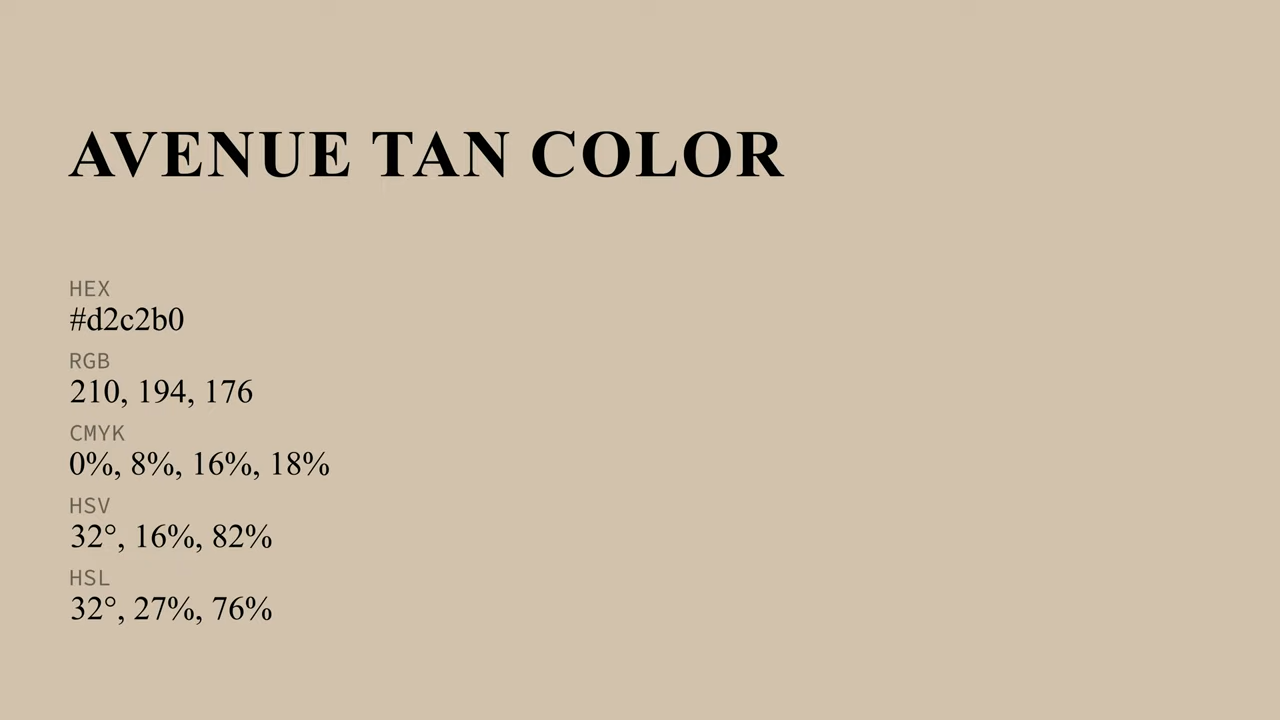 AVENUE TAN COLOR
HEX
#d2c2b0
RGB
210, 194, 176
CMYK
0%, 8%, 16%, 18%
HSV
32°, 16%, 82%
HSL
32°, 27%, 76%